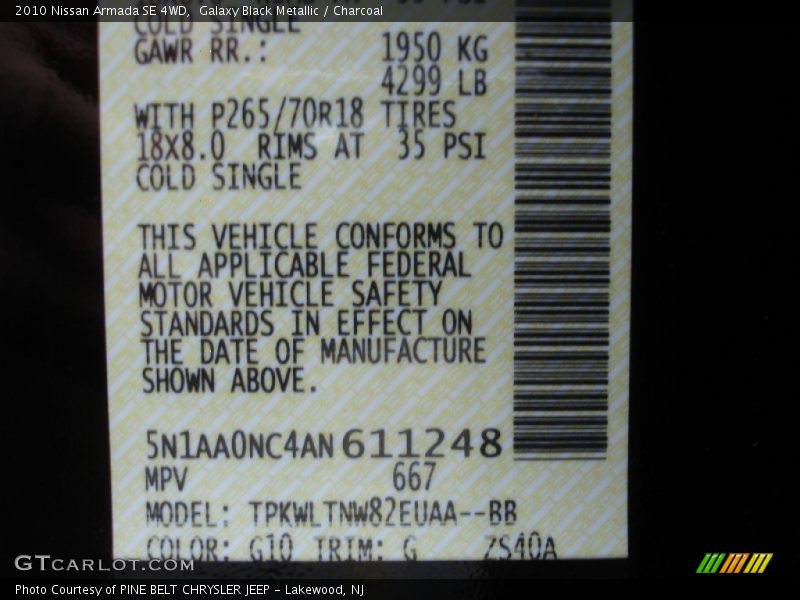 2010 Nissan Armada SE 4WD, Galaxy Black Metallic / Charcoal
COLD SINGLE
GAWR RR.: 1950 KG
4299 LB
WITH P265/70R18 TIRES
18X8.0 RIMS AT 35 PSI
COLD SINGLE
THIS VEHICLE CONFORMS TO
ALL APPLICABLE FEDERAL
MOTOR VEHICLE SAFETY
STANDARDS IN EFFECT ON
THE DATE OF MANUFACTURE
SHOWN ABOVE.
5N1AA0NC4AN611248
MPV 667
MODEL: TPKWLTNW82EUAA--BB
COLOR: G10 TRIM: G ZS40A
GTCARLOT.COM
Photo Courtesy of PINE BELT CHRYSLER JEEP - Lakewood, NJ